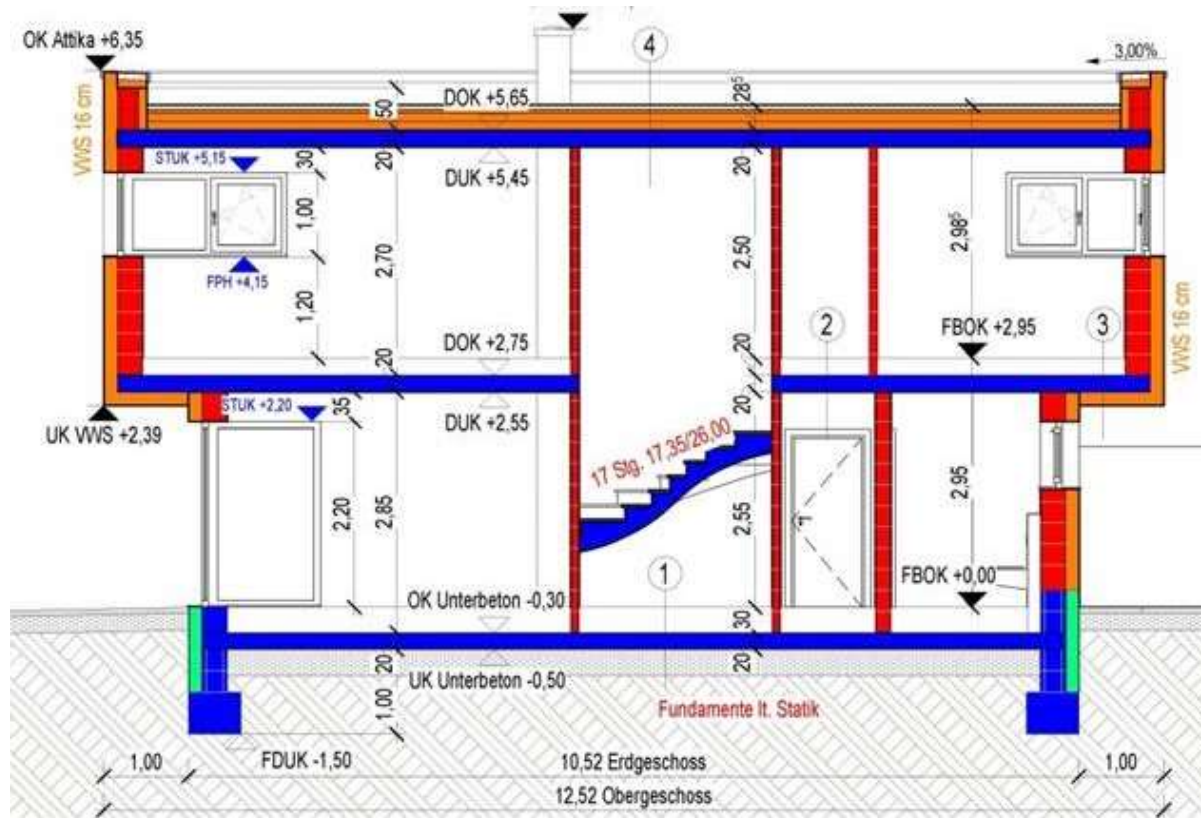 OK Attika +6,35
4
3,00%
VWS 16 cm
50
DOK +5,65
28⁵
STUK +5,15
30
20
DUK +5,45
20
1,00
2,70
2,50
2,98⁵
FPH +4,15
1,20
2
FBOK +2,95
3
VWS 16 cm
DOK +2,75
20
20
STUK +2,20
35
DUK +2,55
20
UK VWS +2,39
17 Stg. 17,35/26,00
2,20
2,85
2,55
2,95
1
FBOK +0,00
OK Unterbeton -0,30
30
20
UK Unterbeton -0,50
20
1,00
Fundamente lt. Statik
FDUK -1,50
1,00
10,52 Erdgeschoss
1,00
12,52 Obergeschoss